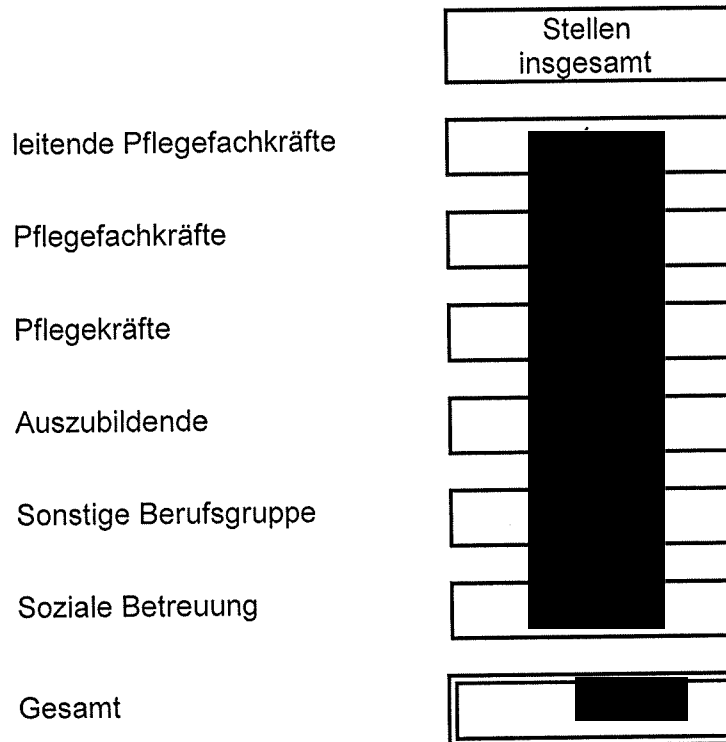 Stellen
insgesamt
leitende Pflegefachkräfte
Pflegefachkräfte
Pflegekräfte
Auszubildende
Sonstige Berufsgruppe
Soziale Betreuung
Gesamt